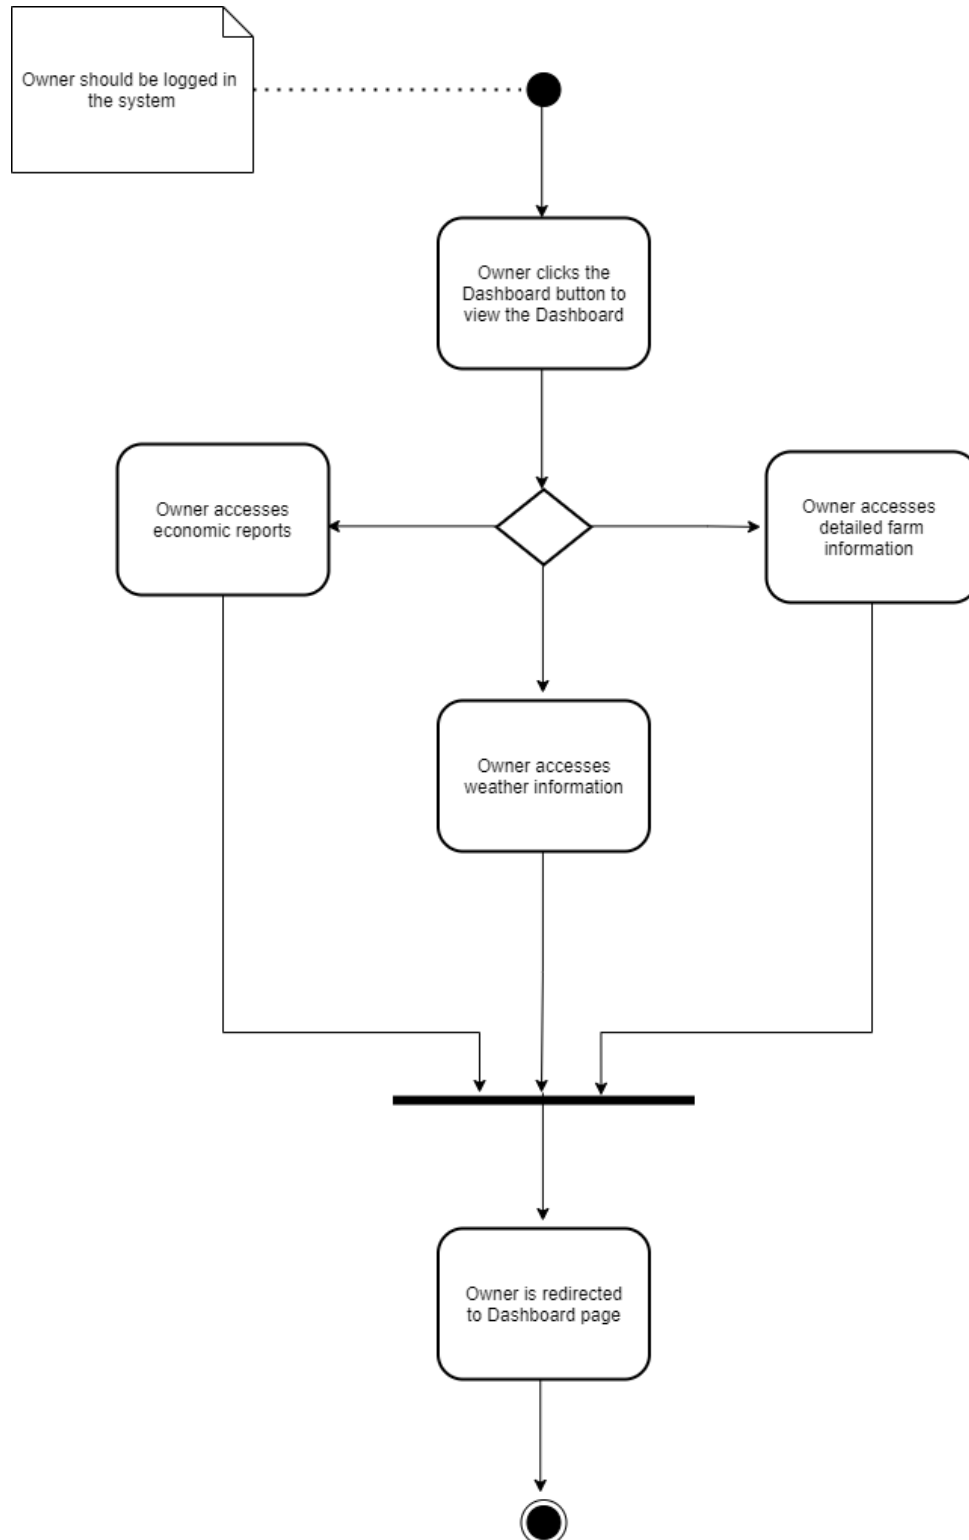 Owner should be logged in
the system
Owner clicks the
Dashboard button to
view the Dashboard
Owner accesses
economic reports
Owner accesses
detailed farm
information
Owner accesses
weather information
Owner is redirected
to Dashboard page